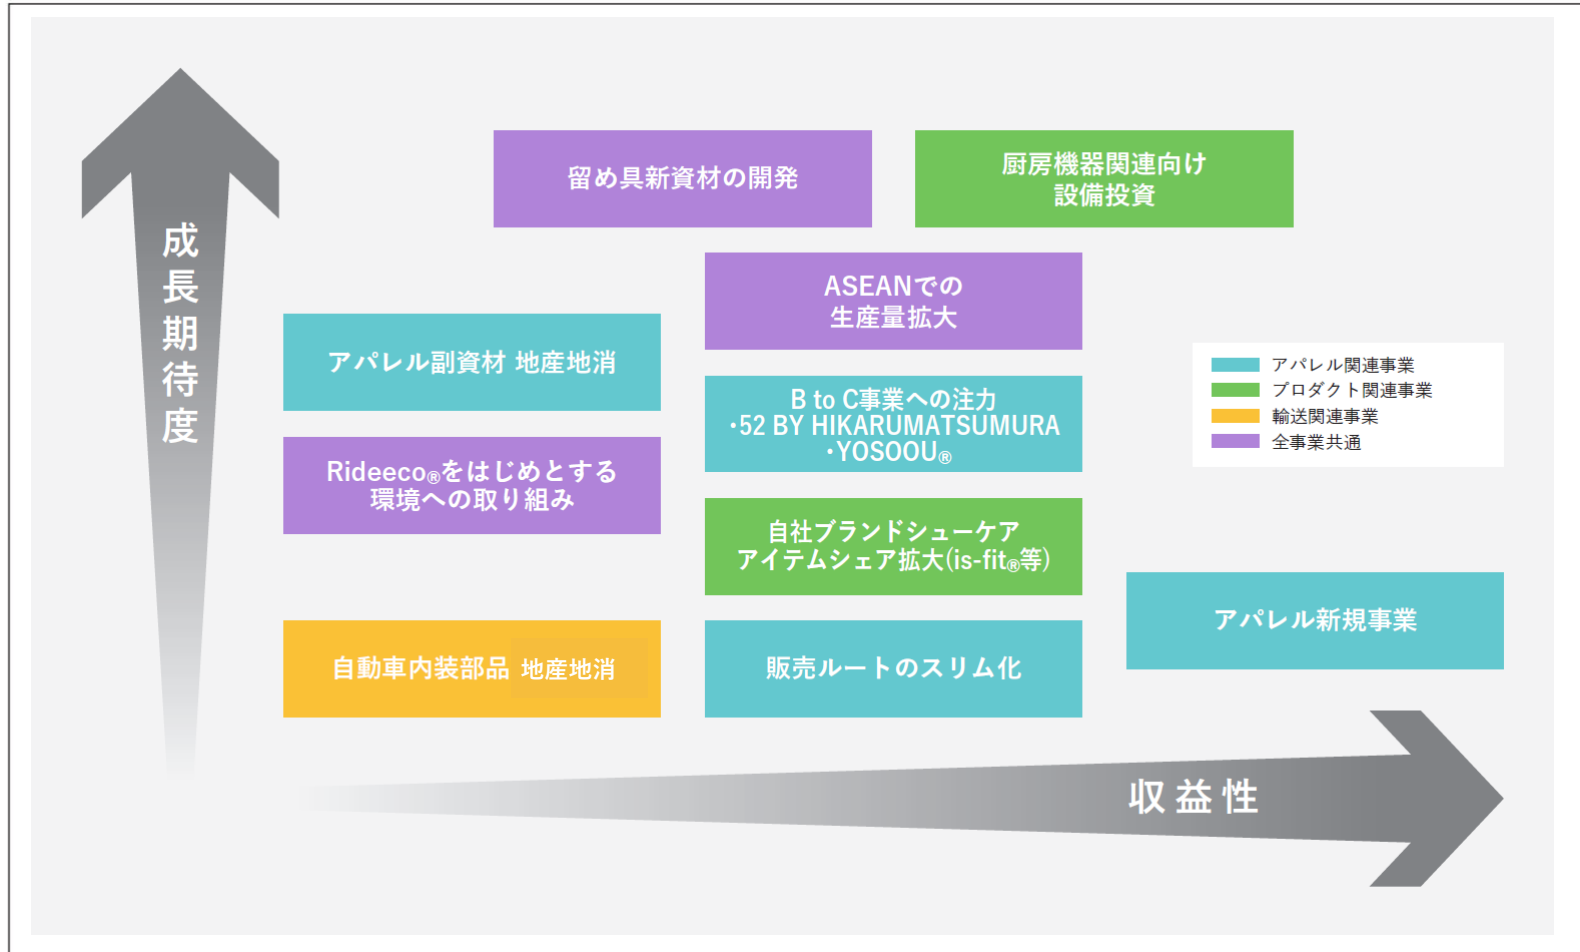 成長期待度
留め具新資材の開発
厨房機器関連向け
設備投資
ASEANでの
生産量拡大
アパレル副資材 地産地消
B to C事業への注力
・52 BY HIKARUMATSUMURA
・YOSOOU®
Rideeco®をはじめとする
環境への取り組み
自社ブランドシューケア
アイテムシェア拡大(is-fit®等)
アパレル新規事業
自動車内装部品 地産地消
販売ルートのスリム化
アパレル関連事業
プロダクト関連事業
輸送関連事業
全事業共通
収益性